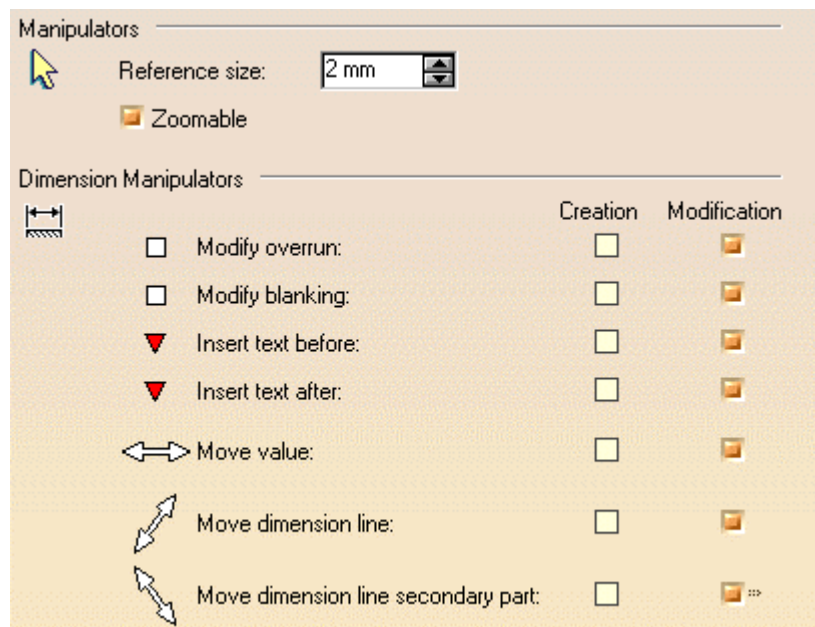 Manipulators
Reference size: 2 mm
Zoomable
Dimension Manipulators
Creation Modification
Modify overrun:
Modify blanking:
Insert text before:
Insert text after:
Move value:
Move dimension line:
Move dimension line secondary part: